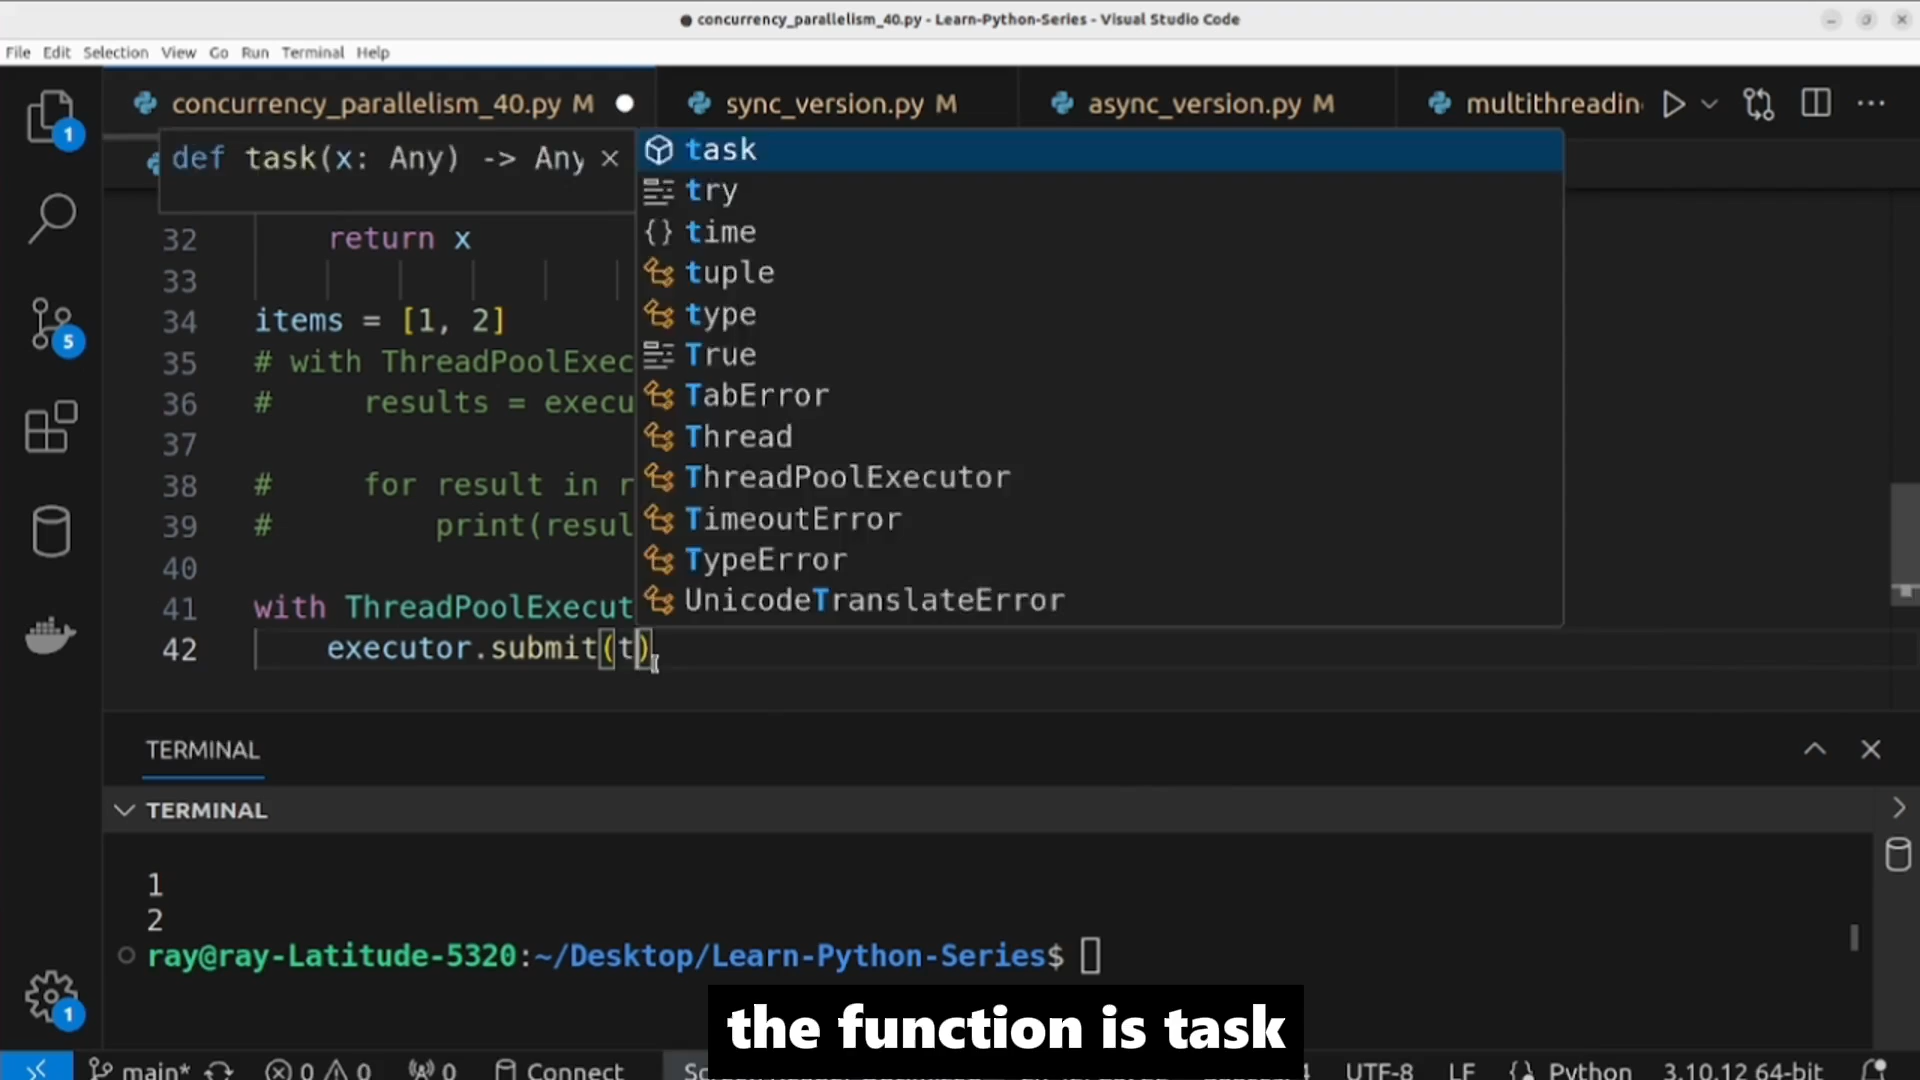 concurrency_parallelism_40.py - Learn-Python-Series - Visual Studio Code
File Edit Selection View Go Run Terminal Help
concurrency_parallelism_40.py M
sync_version.py M
async_version.py M
multithreadin
1
def task(x: Any) -> Any
task
try
time
tuple
type
True
TabError
Thread
ThreadPoolExecutor
TimeoutError
TypeError
UnicodeTranslateError
32 return x
33
34 items = [1, 2]
35 # with ThreadPoolExec
36 # results = execu
37
38 # for result in r
39 # print(resul
40
41 with ThreadPoolExecut
42 executor.submit(t)
5
TERMINAL
TERMINAL
1
2
ray@ray-Latitude-5320:~/Desktop/Learn-Python-Series$
1
the function is task
main* 0 0 0 Connect
UTF-8 LF {} Python 3.10.12 64-bit